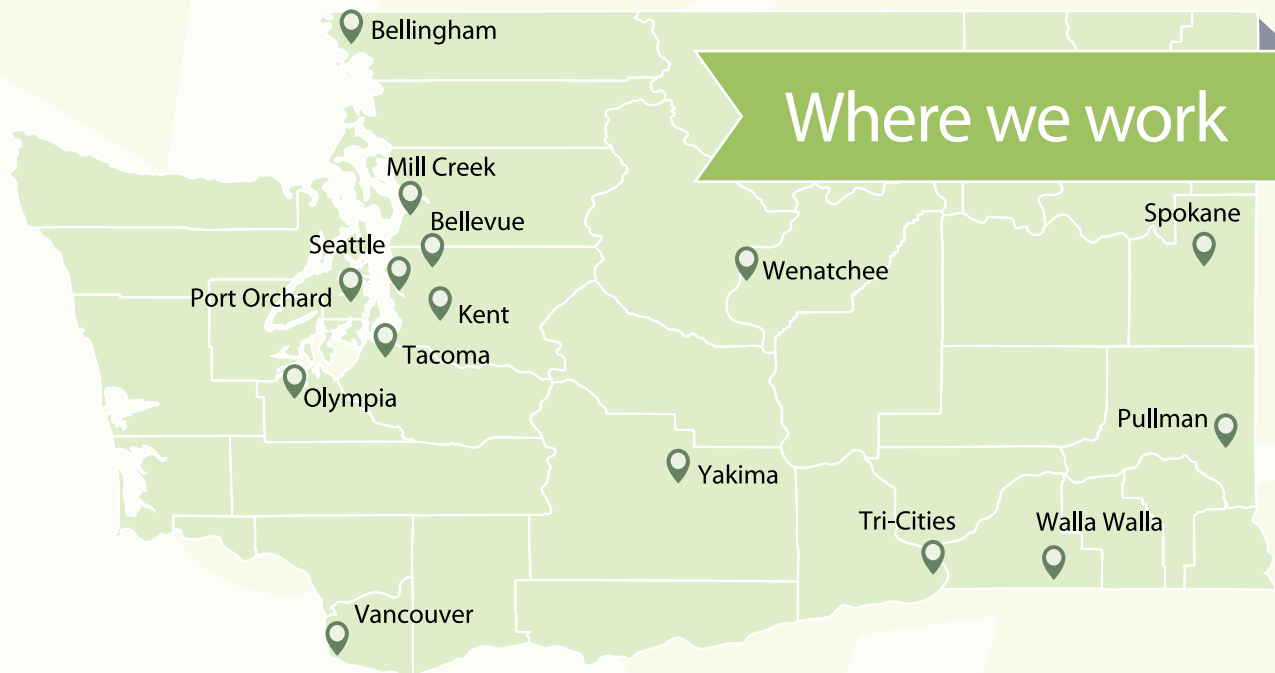 Bellingham
Where we work
Mill Creek
Bellevue
Spokane
Seattle
Wenatchee
Port Orchard
Kent
Tacoma
Olympia
Pullman
Yakima
Tri-Cities
Walla Walla
Vancouver